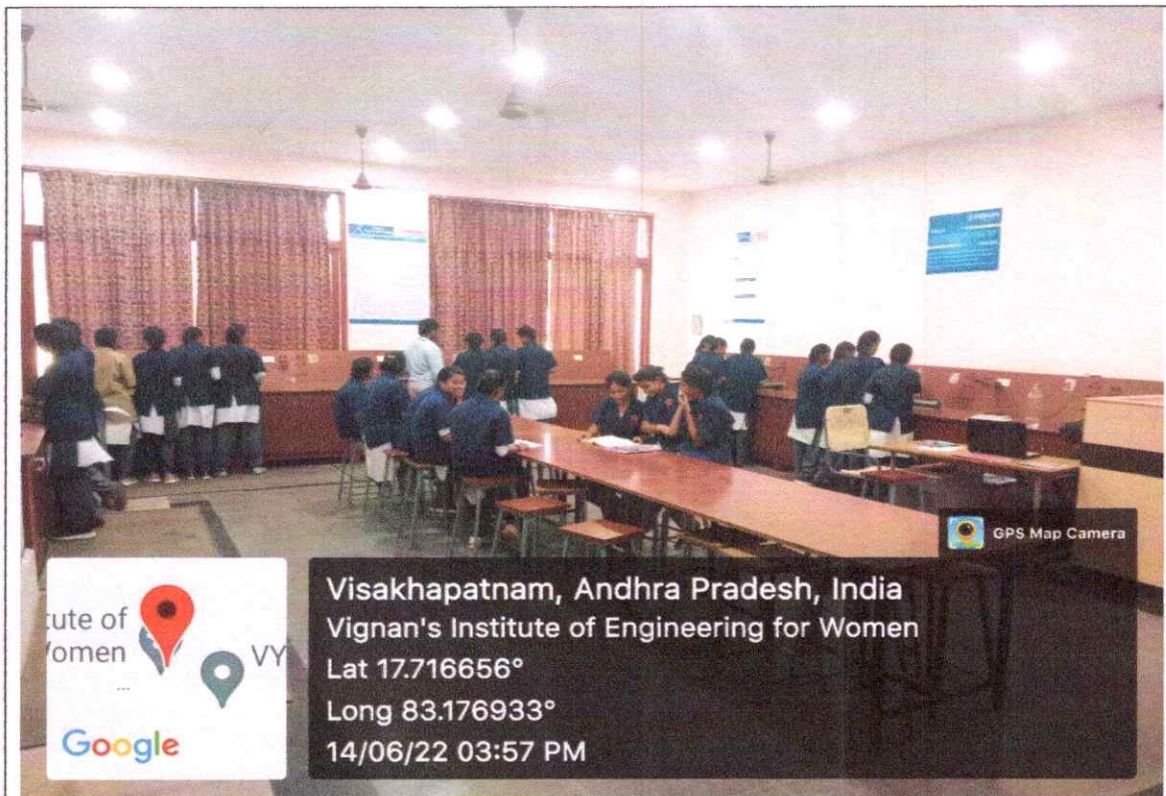 GPS Map Camera
Visakhapatnam, Andhra Pradesh, India
Vignan's Institute of Engineering for Women
Lat 17.716656°
Long 83.176933°
14/06/22 03:57 PM
tute of
omen
VY
...
Google